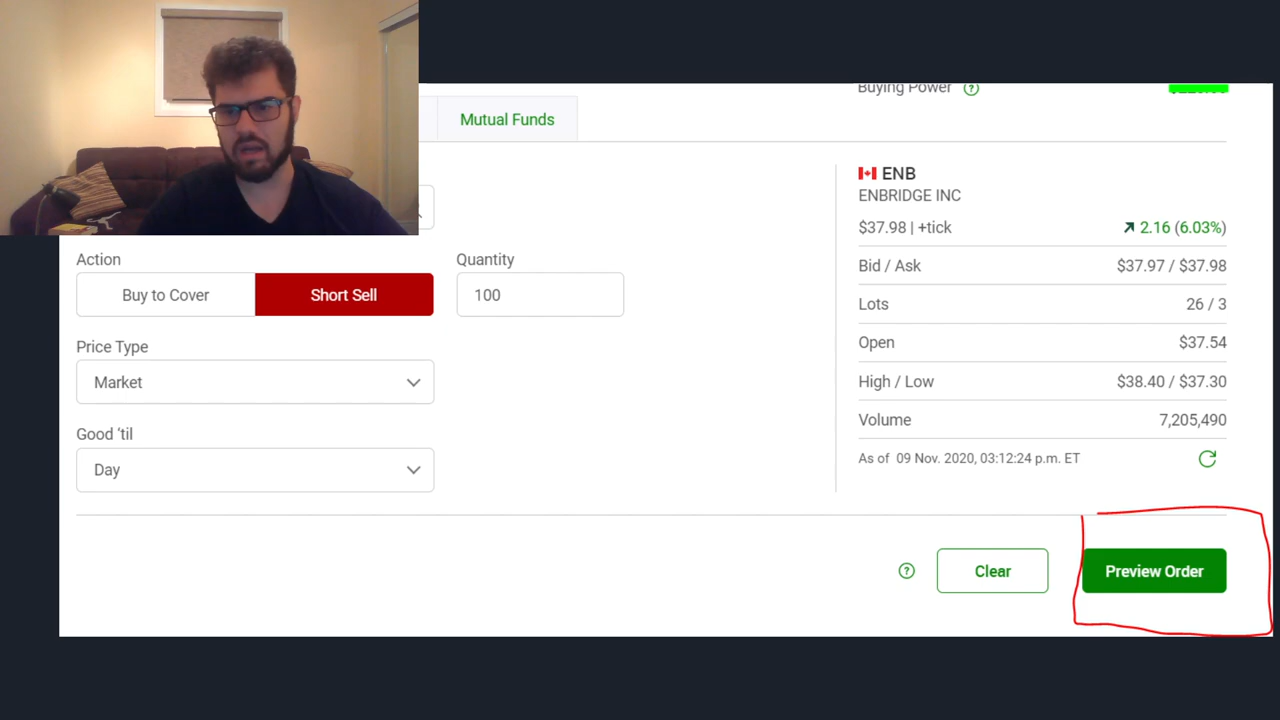 Buying Power
Mutual Funds
ENB
ENBRIDGE INC
$37.98 | +tick
2.16 (6.03%)
Action
Quantity
Bid / Ask
$37.97 / $37.98
Buy to Cover
Short Sell
100
Lots
26 / 3
Price Type
Open
$37.54
Market
High / Low
$38.40 / $37.30
Volume
7,205,490
Good ‘til
As of 09 Nov. 2020, 03:12:24 p.m. ET
Day
?
Clear
Preview Order